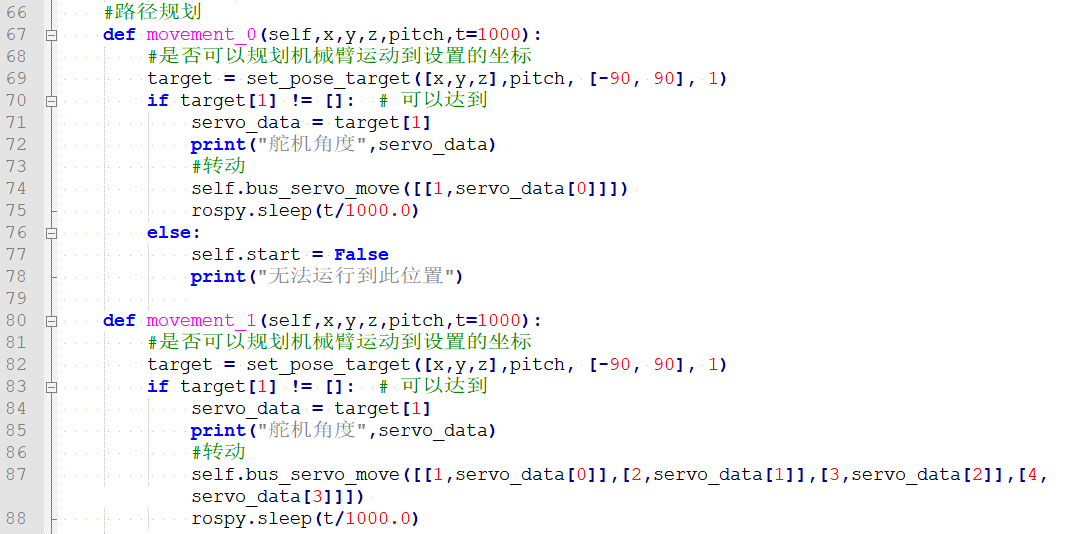 66 #路径规划
67 def movement_0(self,x,y,z,pitch,t=1000):
68 #是否可以规划机械臂运动到设置的坐标
69 target = set_pose_target([x,y,z],pitch, [-90, 90], 1)
70 if target[1] != []: # 可以达到
71 servo_data = target[1]
72 print("舵机角度",servo_data)
73 #转动
74 self.bus_servo_move([[1,servo_data[0]]])
75 rospy.sleep(t/1000.0)
76 else:
77 self.start = False
78 print("无法运行到此位置")
79
80 def movement_1(self,x,y,z,pitch,t=1000):
81 #是否可以规划机械臂运动到设置的坐标
82 target = set_pose_target([x,y,z],pitch, [-90, 90], 1)
83 if target[1] != []: # 可以达到
84 servo_data = target[1]
85 print("舵机角度",servo_data)
86 #转动
87 self.bus_servo_move([[1,servo_data[0]],[2,servo_data[1]],[3,servo_data[2]],[4,
servo_data[3]]])
88 rospy.sleep(t/1000.0)